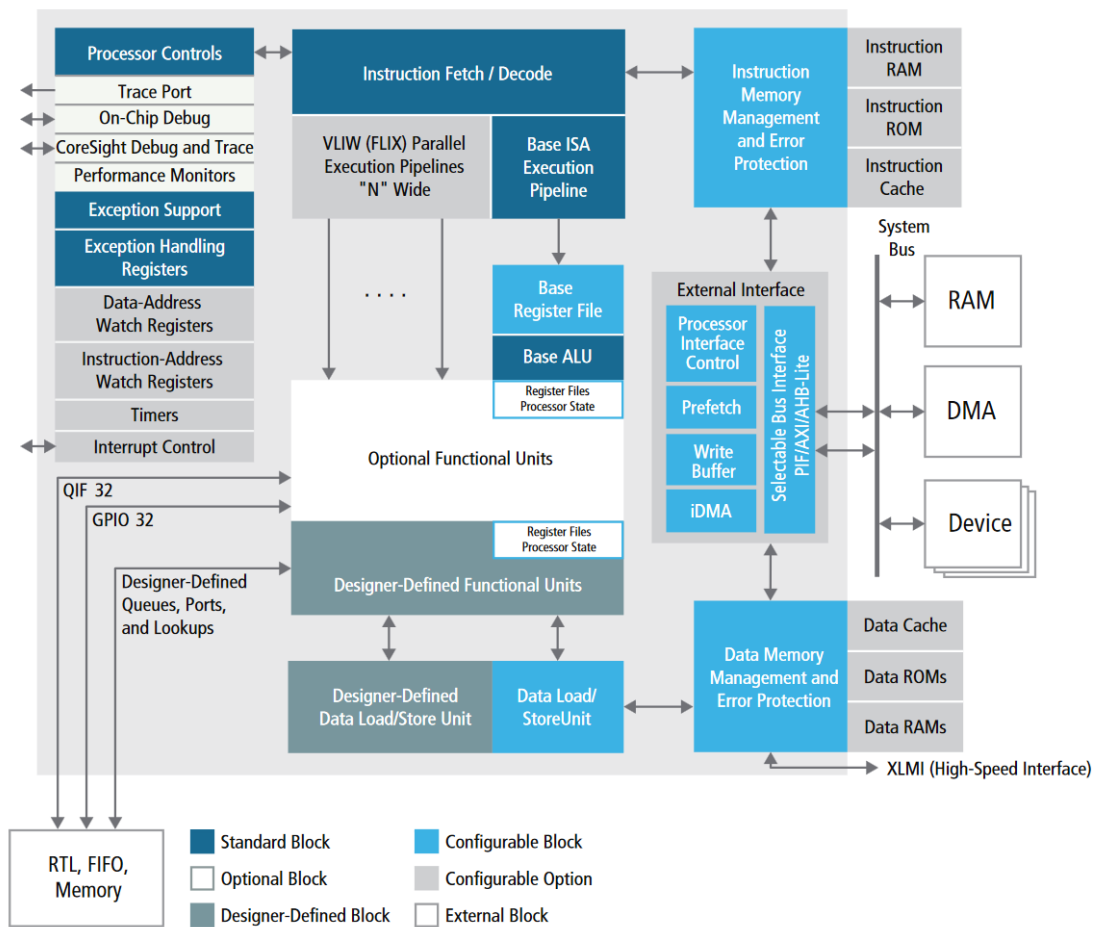 Processor Controls
Trace Port
On-Chip Debug
CoreSight Debug and Trace
Performance Monitors
Exception Support
Exception Handling
Registers
Data-Address
Watch Registers
Instruction-Address
Watch Registers
Timers
Interrupt Control
QIF 32
GPIO 32
Designer-Defined
Queues, Ports,
and Lookups
RTL, FIFO,
Memory
Instruction Fetch / Decode
VLIW (FLIX) Parallel
Execution Pipelines
"N" Wide
Base ISA
Execution
Pipeline
. . . .
Base
Register File
Base ALU
Register Files
Processor State
Optional Functional Units
Register Files
Processor State
Designer-Defined Functional Units
Designer-Defined
Data Load/Store Unit
Data Load/
StoreUnit
Instruction
Memory
Management
and Error
Protection
Instruction
RAM
Instruction
ROM
Instruction
Cache
External Interface
Processor
Interface
Control
Prefetch
Write
Buffer
iDMA
Selectable Bus Interface
PIF/AXI/AHB-Lite
System
Bus
RAM
DMA
Device
Data Memory
Management and
Error Protection
Data Cache
Data ROMs
Data RAMs
XLMI (High-Speed Interface)
Standard Block
Configurable Block
Optional Block
Configurable Option
Designer-Defined Block
External Block